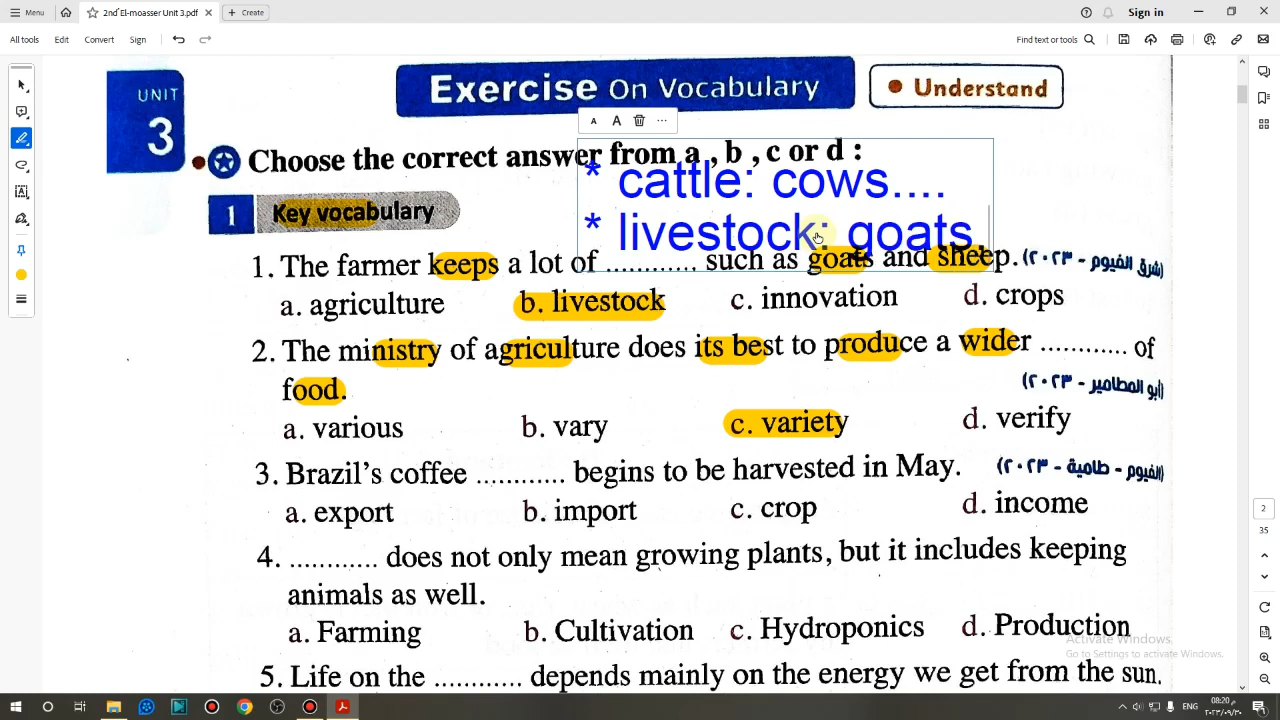 Menu
2nd El-moasser Unit 3.pdf
Create
Sign in
All tools
Edit
Convert
Sign
Find text or tools
UNIT
3
Exercise On Vocabulary
Understand
A A ...
Choose the correct answer from a , b , c or d :
* cattle: cows....
* livestock: goats
1 Key vocabulary
1. The farmer keeps a lot of ............ such as goats and sheep. (شرق الفيوم - ٢٠٢٣)
a. agriculture b. livestock c. innovation d. crops
2. The ministry of agriculture does its best to produce a wider ............ of
food. (أبو المطامير - ٢٠٢٣)
a. various b. vary c. variety d. verify
3. Brazil's coffee ............ begins to be harvested in May. (الفيوم - طامية - ٢٠٢٣)
a. export b. import c. crop d. income
4. ............ does not only mean growing plants, but it includes keeping
animals as well.
a. Farming b. Cultivation c. Hydroponics d. Production
5. Life on the ............ depends mainly on the energy we get from the sun.
2
35
Activate Windows
Go to Settings to activate Windows.
ENG
08:20 م